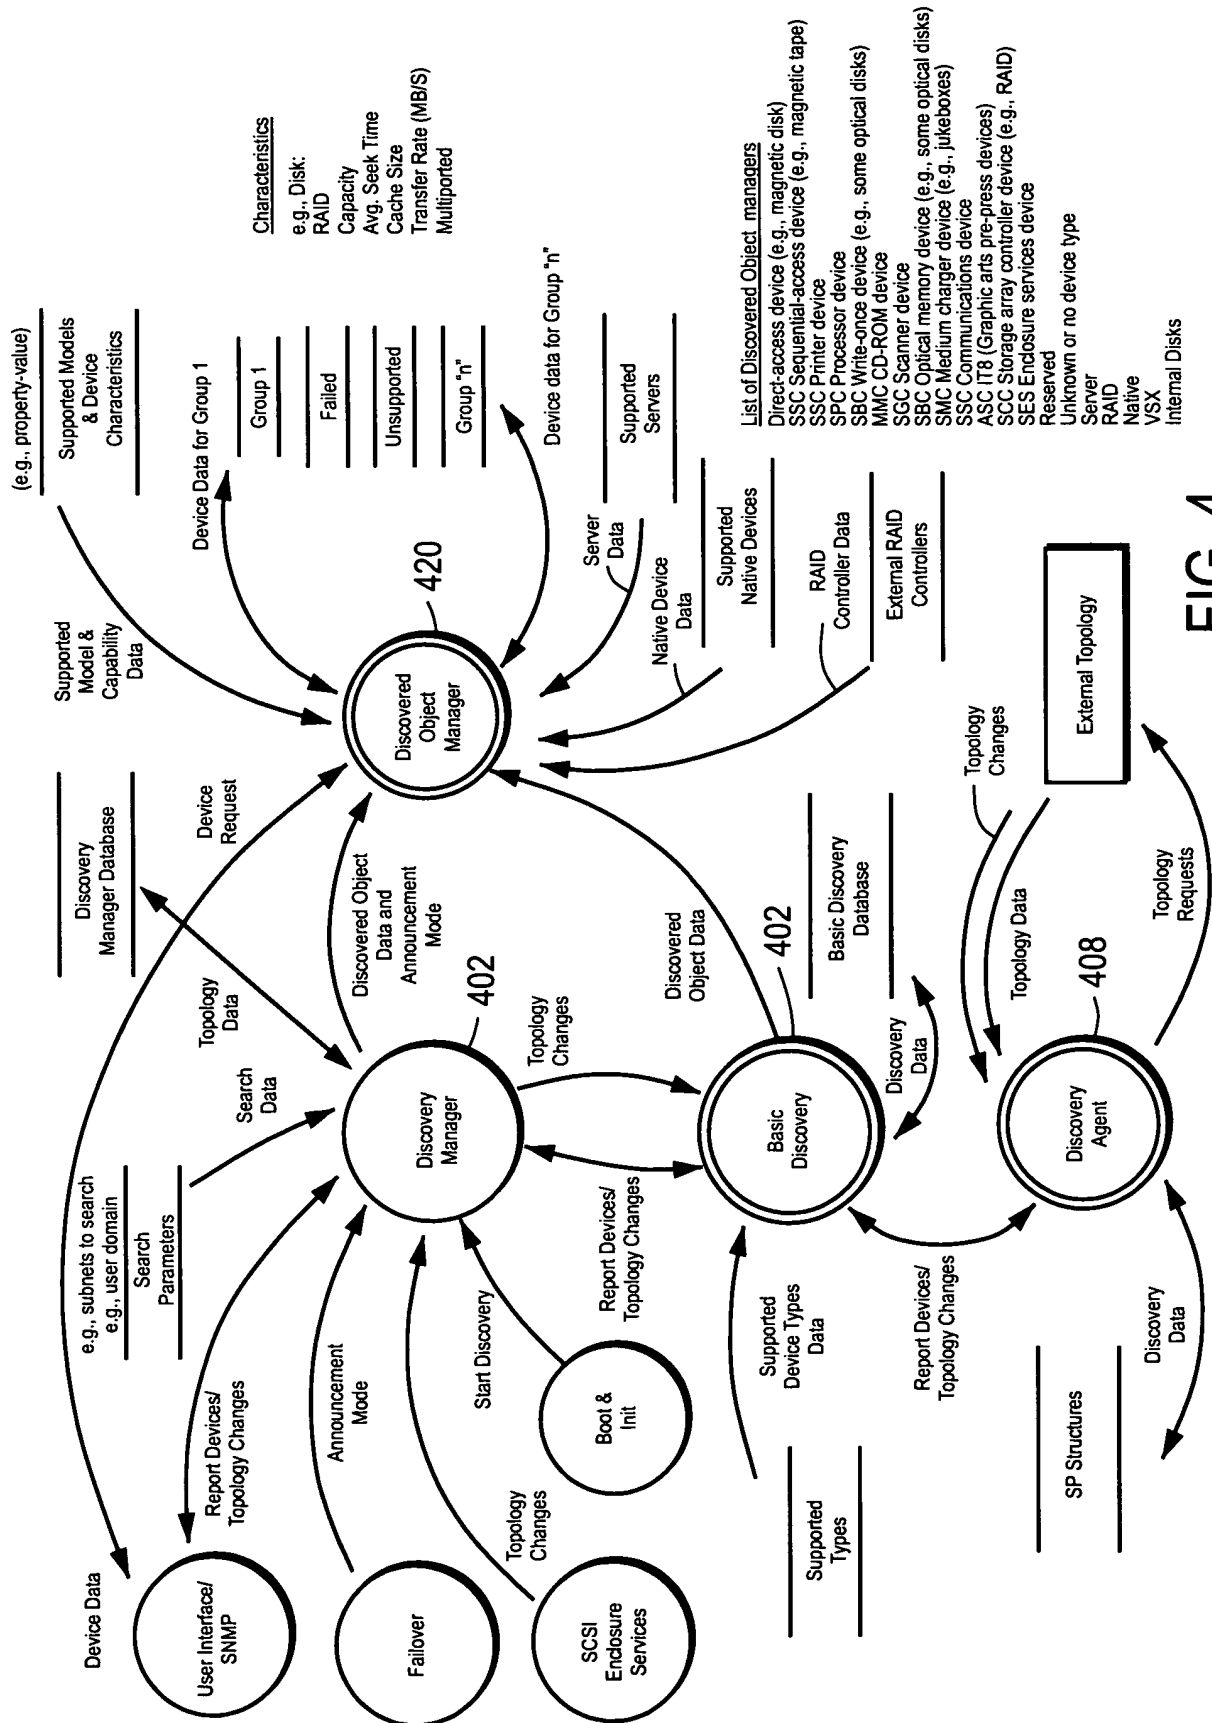 (e.g., property-value)
Supported Models
& Device
Characteristics
Characteristics
e.g., Disk:
RAID
Capacity
Avg. Seek Time
Cache Size
Transfer Rate (MB/S)
Multiported
Supported
Model &
Capability
Data
Device Data for Group 1
Group 1
Failed
Unsupported
Group "n"
Device data for Group "n"
Discovery
Manager Database
Device
Request
Discovered
Object
Manager
420
Server
Data
Supported
Servers
Native Device
Data
Supported
Native Devices
RAID
Controller Data
External RAID
Controllers
List of Discovered Object managers
Direct-access device (e.g., magnetic disk)
SSC Sequential-access device (e.g., magnetic tape)
SSC Printer device
SPC Processor device
SBC Write-once device (e.g., some optical disks)
MMC CD-ROM device
SGC Scanner device
SBC Optical memory device (e.g., some optical disks)
SMC Medium charger device (e.g., jukeboxes)
SSC Communications device
ASC IT8 (Graphic arts pre-press devices)
SCC Storage array controller device (e.g., RAID)
SES Enclosure services device
Reserved
Unknown or no device type
Server
RAID
Native
VSX
Internal Disks
e.g., subnets to search
e.g., user domain
Search
Parameters
Search
Data
Topology
Data
Discovered Object
Data and
Announcement
Mode
Discovery
Manager
402
Topology
Changes
Discovered
Object Data
Device Data
User Interface/
SNMP
Report Devices/
Topology Changes
Failover
Announcement
Mode
SCSI
Enclosure
Services
Topology
Changes
Boot &
Init
Start Discovery
Report Devices/
Topology Changes
Basic
Discovery
402
Basic Discovery
Database
Discovery
Data
Supported
Types
Supported
Device Types
Data
Report Devices/
Topology Changes
Discovery
Agent
408
SP Structures
Discovery
Data
Topology Data
Topology
Changes
External Topology
Topology
Requests
FIG. 4